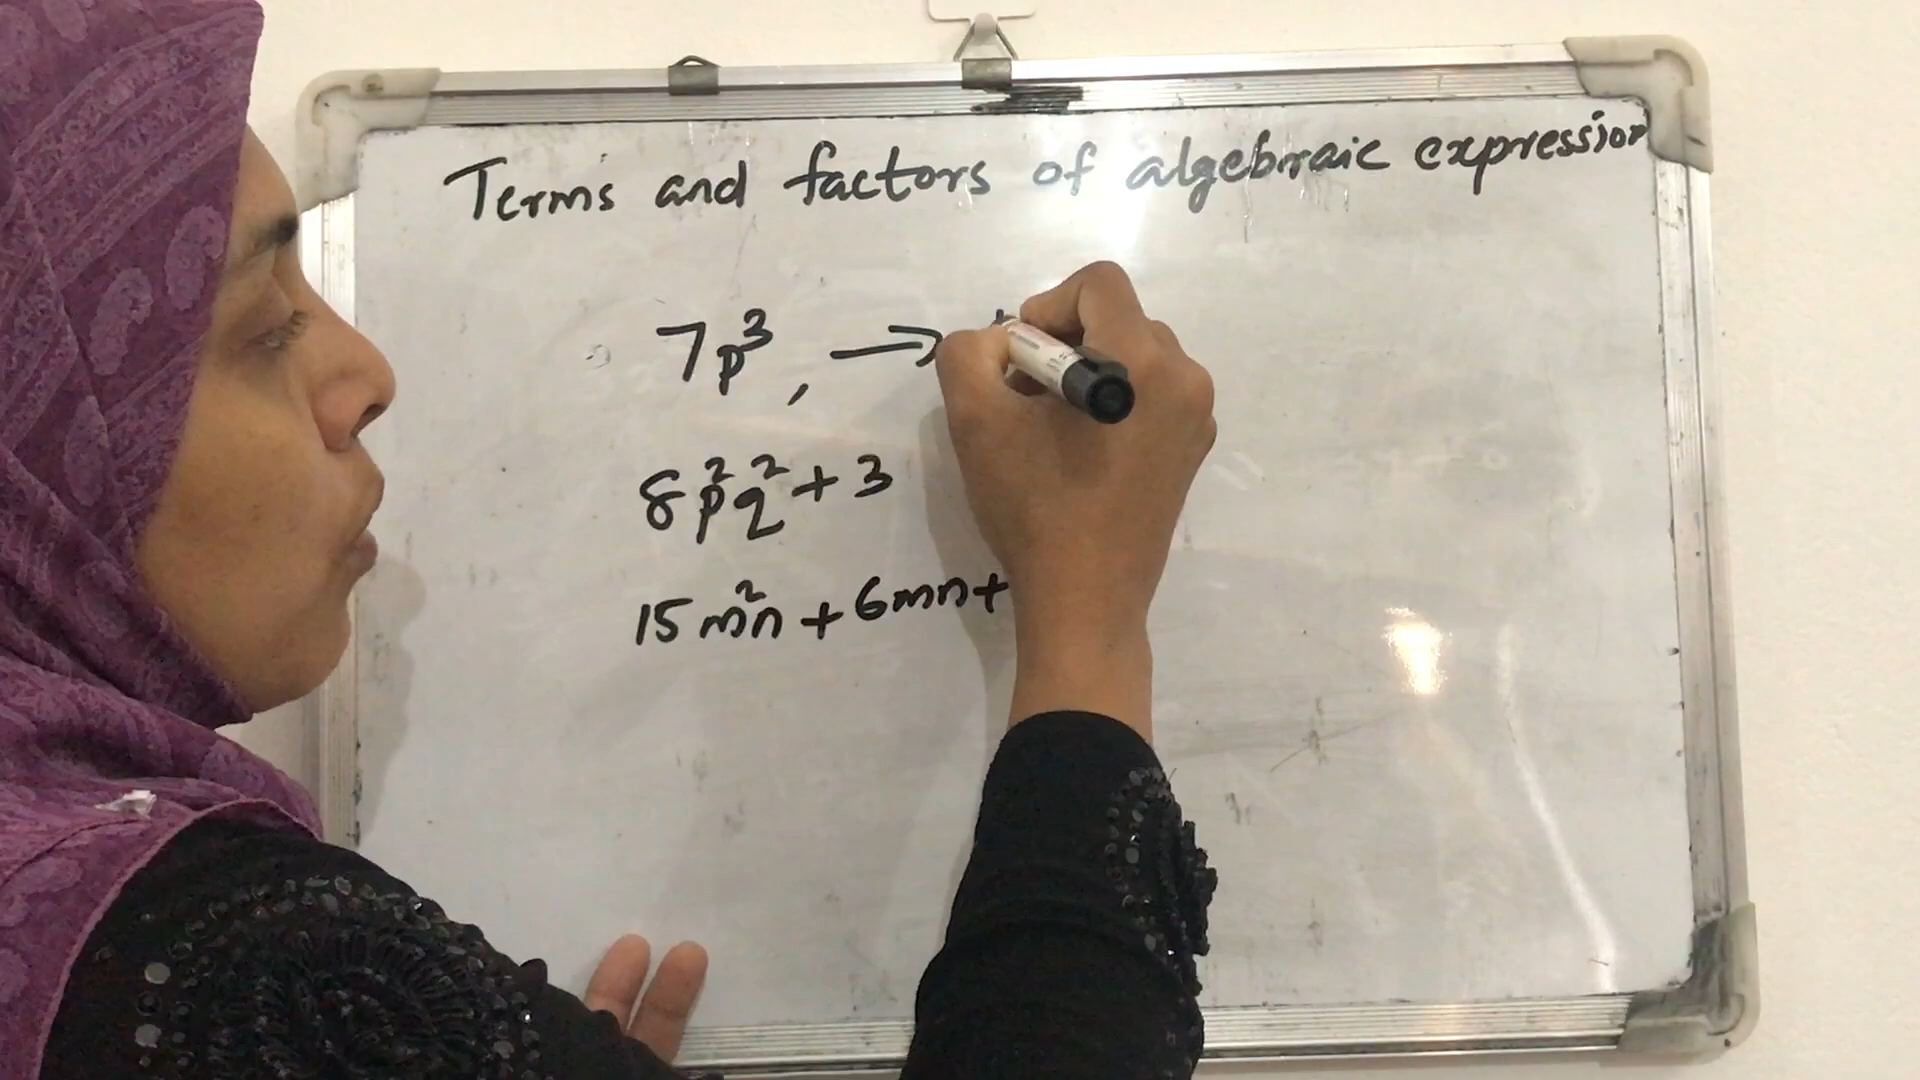 Terms and factors of algebraic expression
7p³, →
8p²q² + 3
15m²n + 6mn +